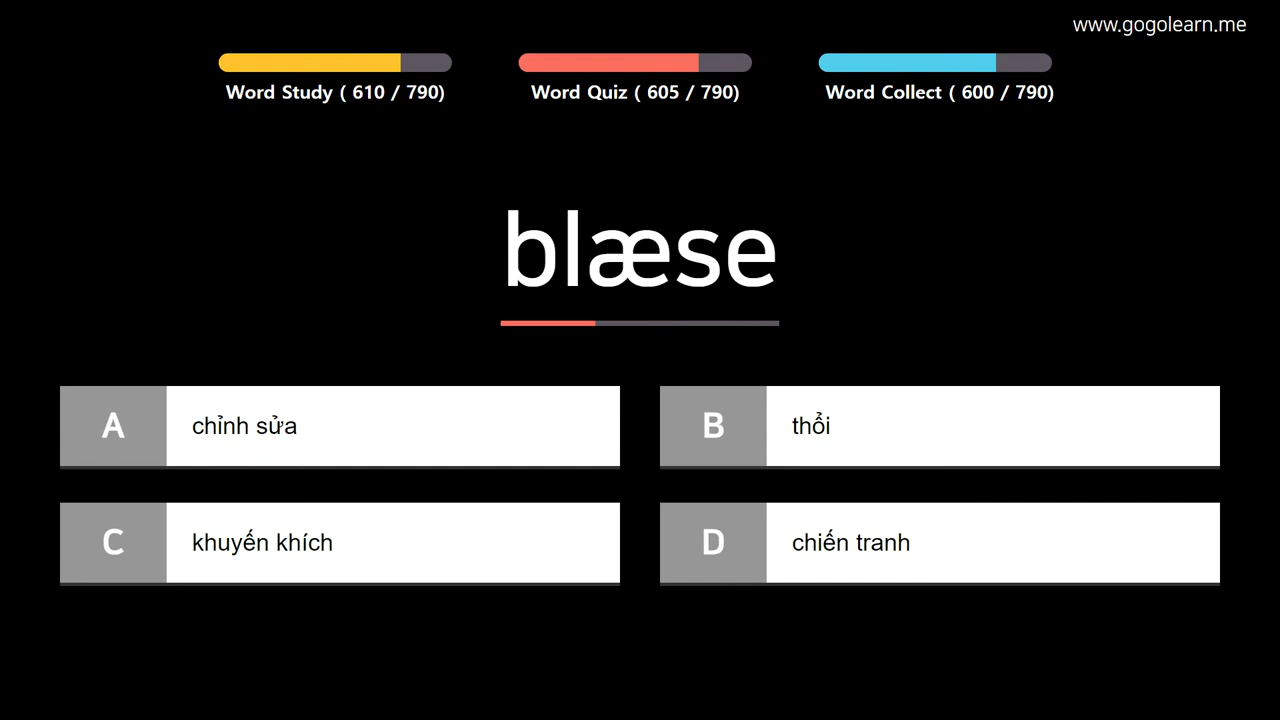 www.gogolearn.me
Word Study ( 610 / 790)
Word Quiz ( 605 / 790)
Word Collect ( 600 / 790)
blæse
A chỉnh sửa
B thổi
C khuyến khích
D chiến tranh